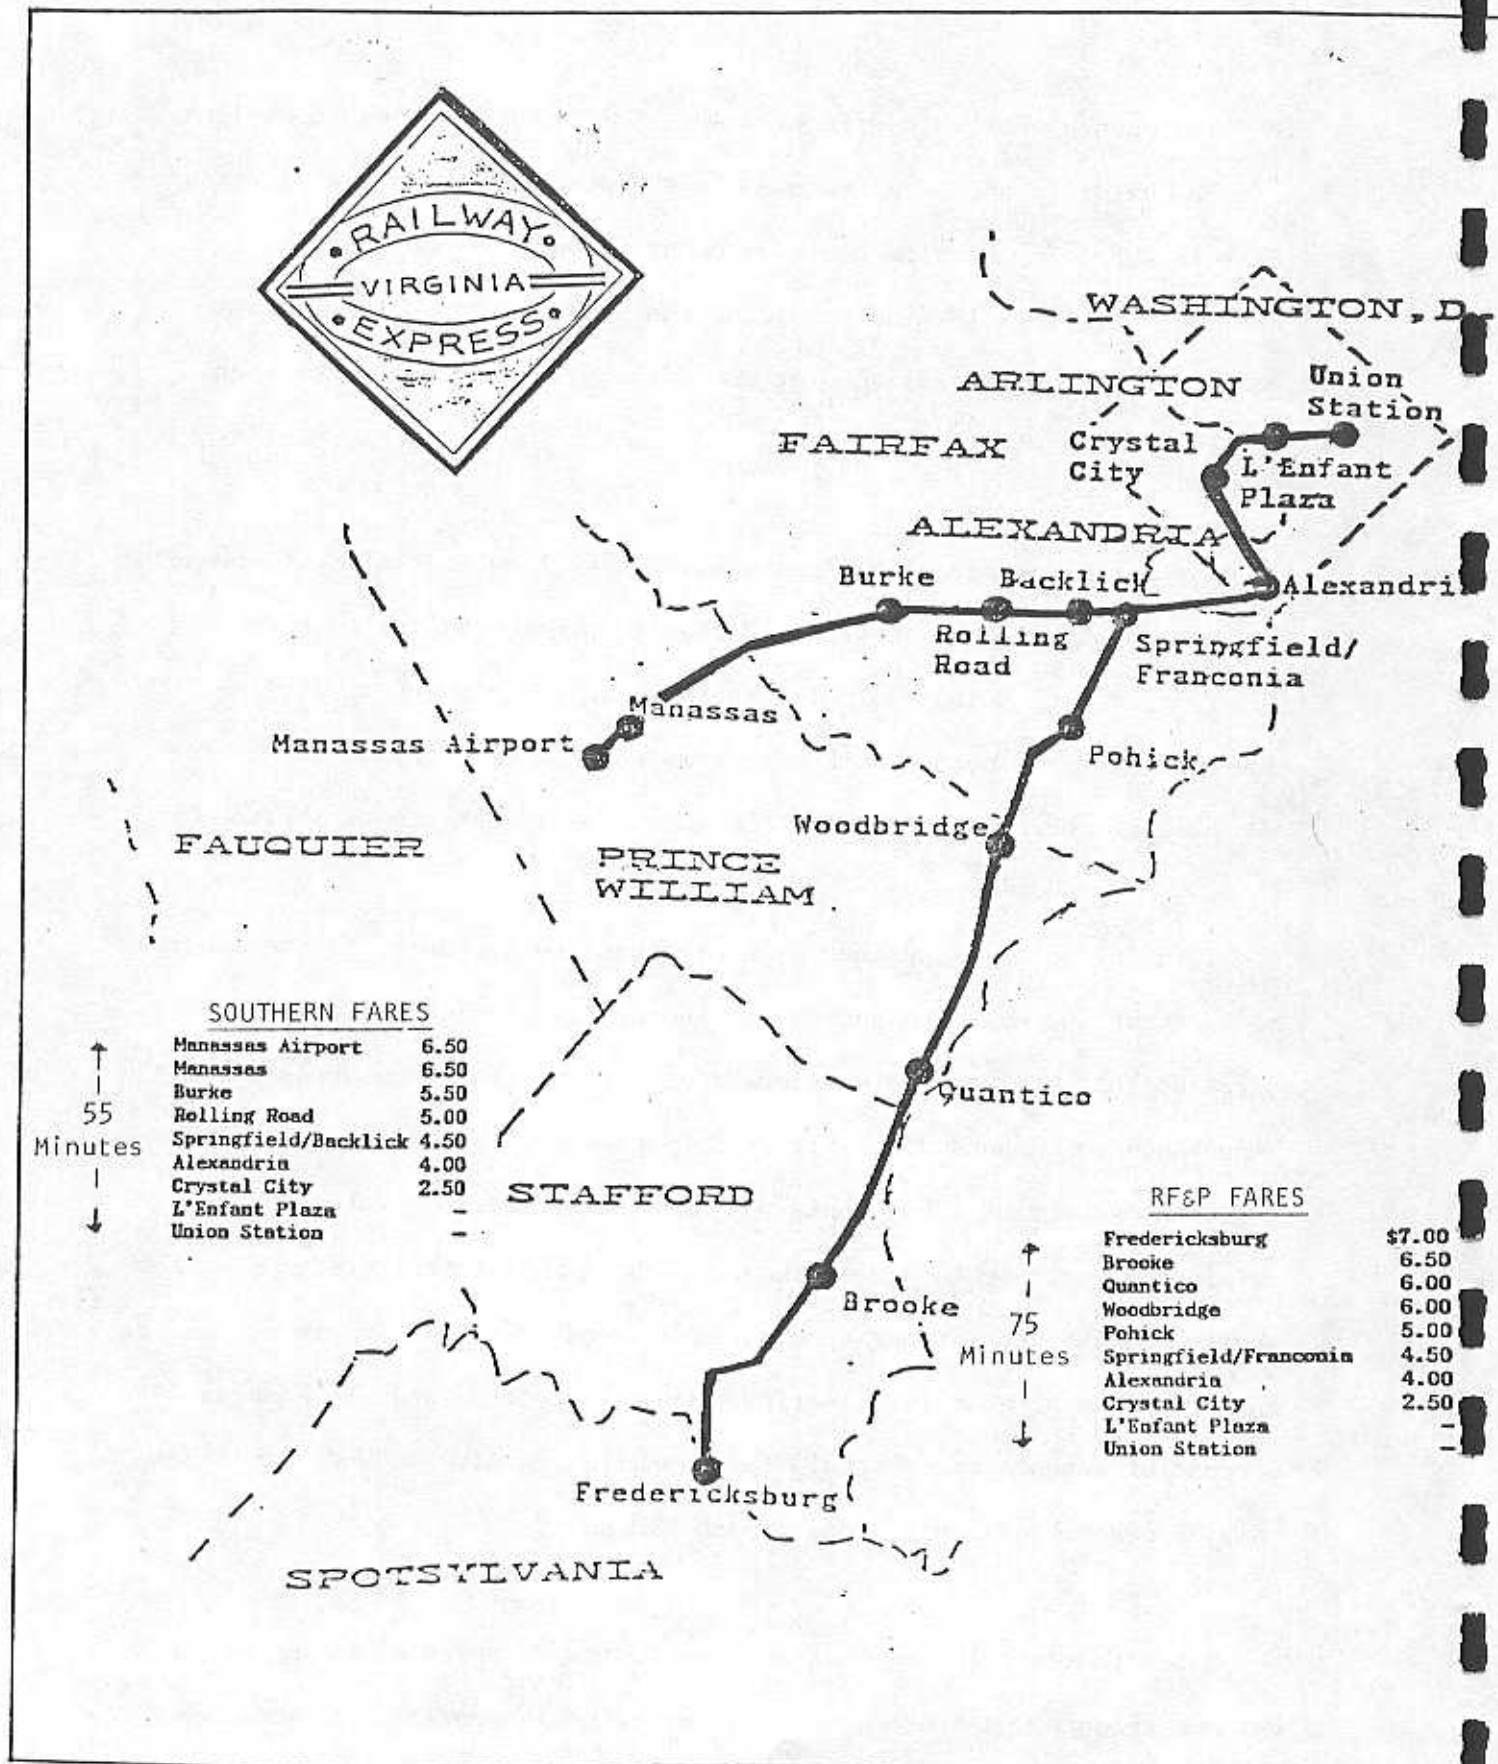 RAILWAY
VIRGINIA
EXPRESS
WASHINGTON, D
ARLINGTON
Union
Station
FAIRFAX
Crystal
City
L'Enfant
Plaza
ALEXANDRIA
Burke
Backlick
Alexandri
Rolling
Road
Springfield/
Franconia
Manassas
Manassas Airport
Pohick
Woodbridge
FAUQUIER
PRINCE
WILLIAM
Quantico
STAFFORD
Brooke
Fredericksburg
SPOTSYLVANIA
SOUTHERN FARES
55
Minutes
Manassas Airport 6.50
Manassas 6.50
Burke 5.50
Rolling Road 5.00
Springfield/Backlick 4.50
Alexandria 4.00
Crystal City 2.50
L'Enfant Plaza –
Union Station –
RF&P FARES
75
Minutes
Fredericksburg $7.00
Brooke 6.50
Quantico 6.00
Woodbridge 6.00
Pohick 5.00
Springfield/Franconia 4.50
Alexandria 4.00
Crystal City 2.50
L'Enfant Plaza –
Union Station –